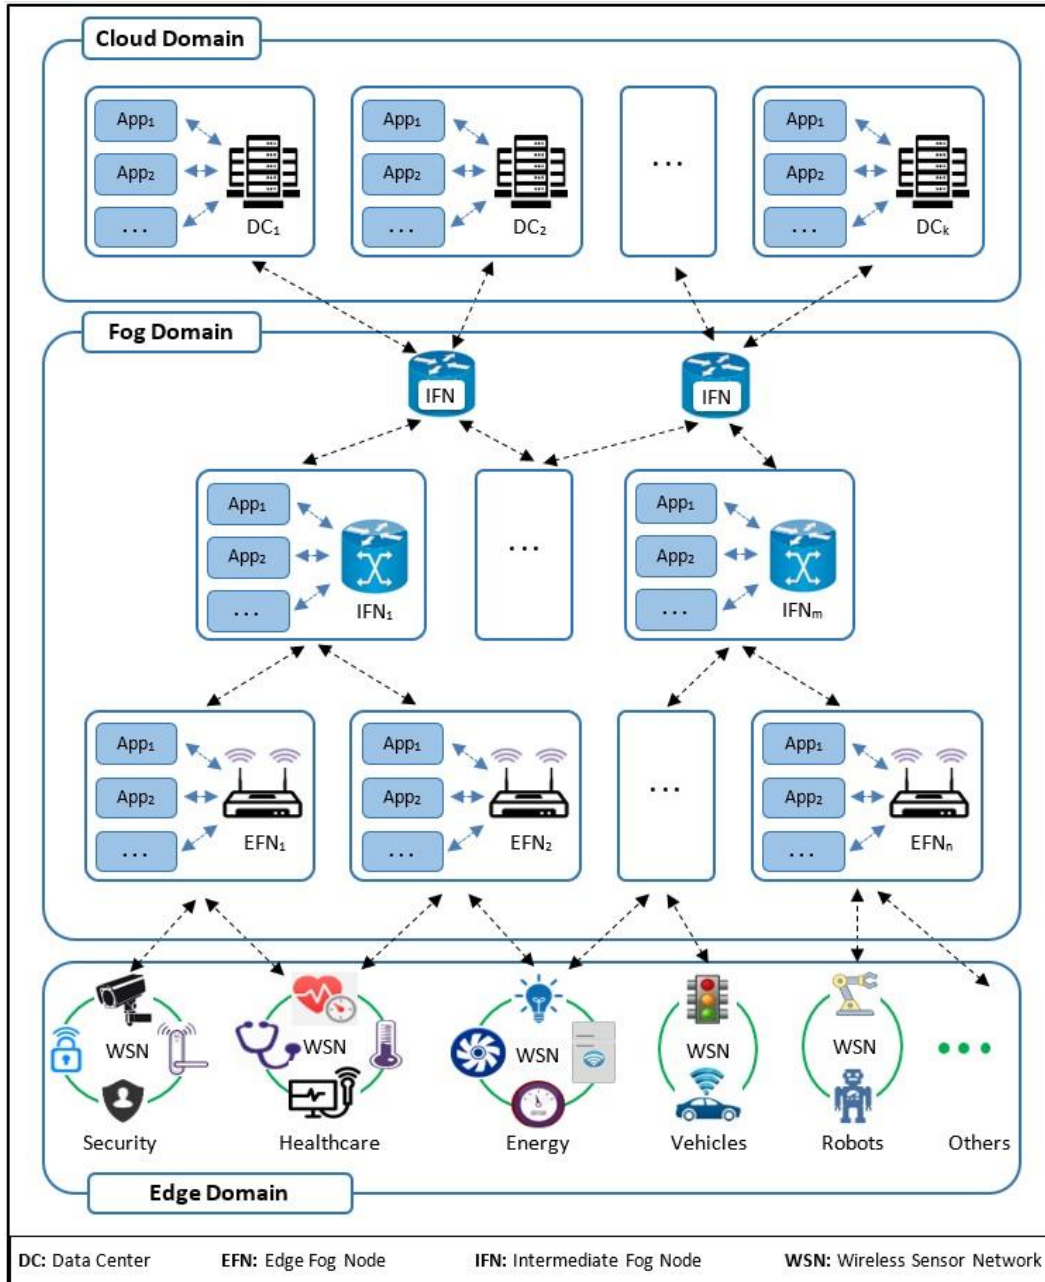 Cloud Domain
App₁ App₁ App₁
App₂ App₂ ... App₂
... DC₁ ... DC₂ ... DCₖ
Fog Domain
IFN IFN
App₁ App₁
App₂ ... App₂
... IFN₁ ... IFNₘ
App₁ App₁ App₁
App₂ App₂ ... App₂
... EFN₁ ... EFN₂ ... EFNₙ
WSN WSN WSN WSN WSN ...
Security Healthcare Energy Vehicles Robots Others
Edge Domain
DC: Data Center EFN: Edge Fog Node IFN: Intermediate Fog Node WSN: Wireless Sensor Network